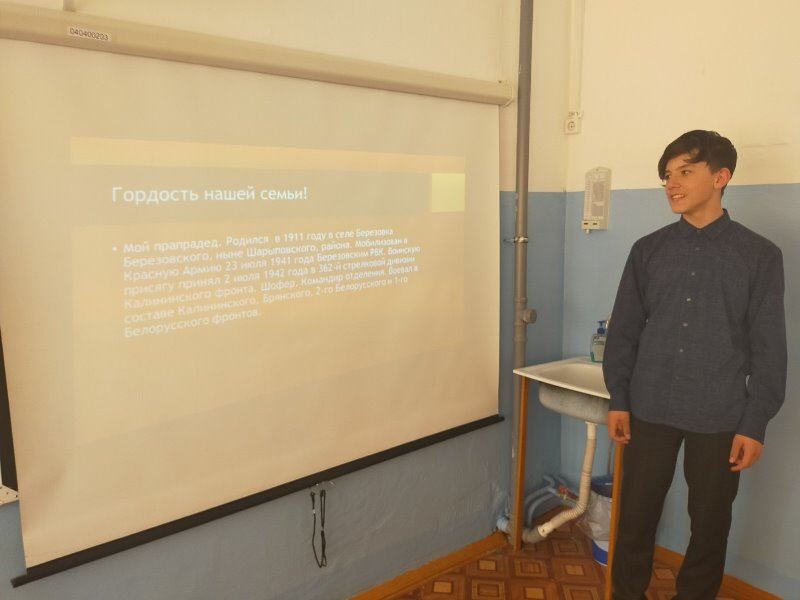 040400203
Гордость нашей семьи!
• Мой прапрадед. Родился в 1911 году в селе Березовка
Березовского, ныне Шарыповского, района. Мобилизован в
Красную Армию 23 июля 1941 года Березовским РВК. Воинскую
присягу принял 2 июля 1942 года в 362-й стрелковой дивизии
Калининского фронта. Шофер. Командир отделения. Воевал в
составе Калининского, Брянского, 2-го Белорусского и 1-го
Белорусского фронтов.